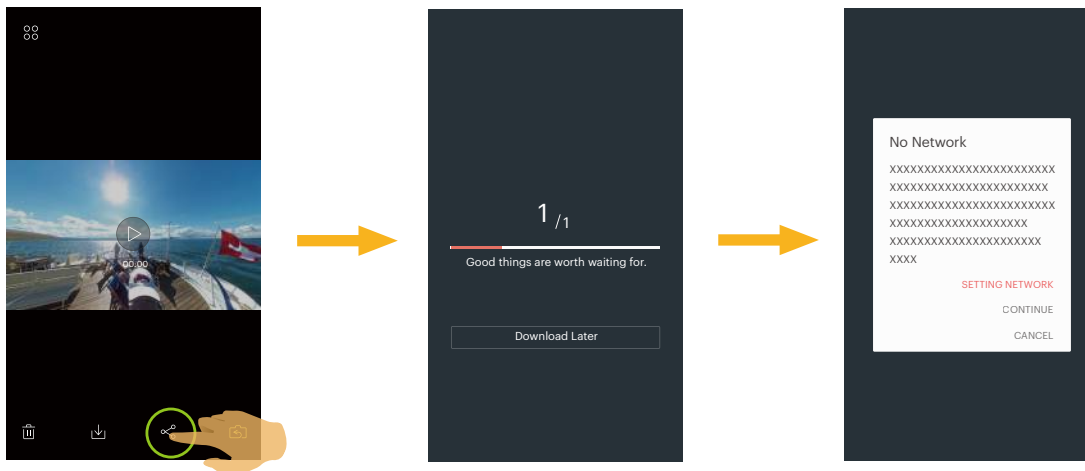 00:00
1 /1
Good things are worth waiting for.
Download Later
No Network
XXXXXXXXXXXXXXXXXXXXXXXX
XXXXXXXXXXXXXXXXXXXXXXX
XXXXXXXXXXXXXXXXXXXXXXXX
XXXXXXXXXXXXXXXXXXXX
XXXXXXXXXXXXXXXXXXXXXX
XXXX
SETTING NETWORK
CONTINUE
CANCEL